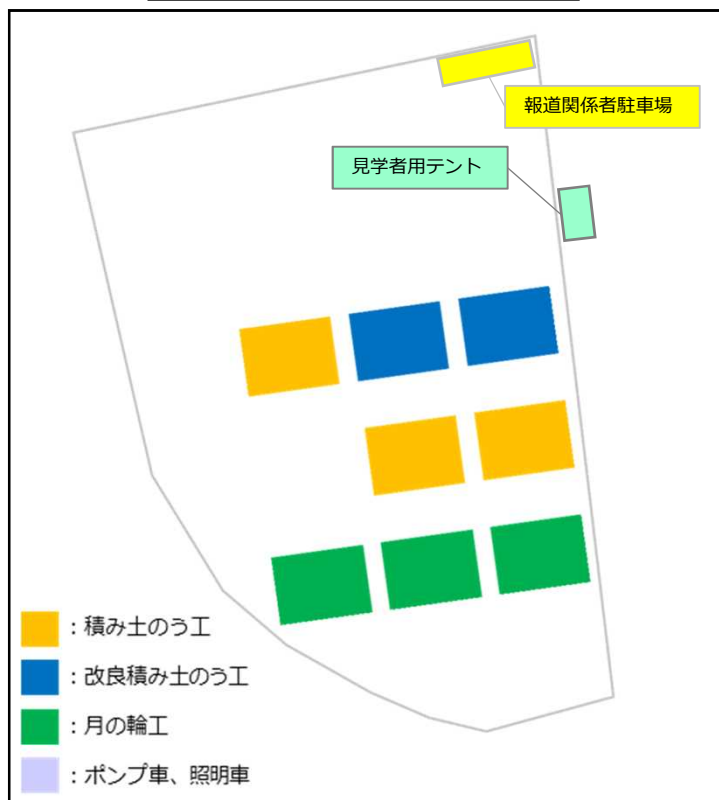 報道関係者駐車場
見学者用テント
：積み土のう工
：改良積み土のう工
：月の輪工
：ポンプ車、照明車